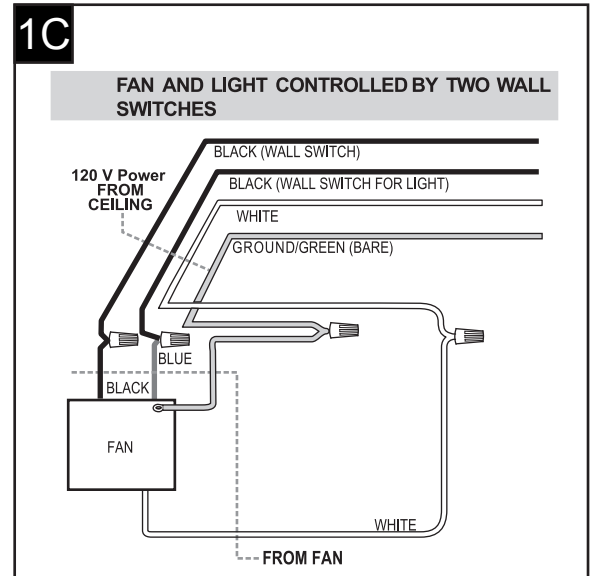 1C
FAN AND LIGHT CONTROLLED BY TWO WALL
SWITCHES
BLACK (WALL SWITCH)
120 V Power
FROM
CEILING
BLACK (WALL SWITCH FOR LIGHT)
WHITE
GROUND/GREEN (BARE)
BLUE
BLACK
FAN
WHITE
FROM FAN